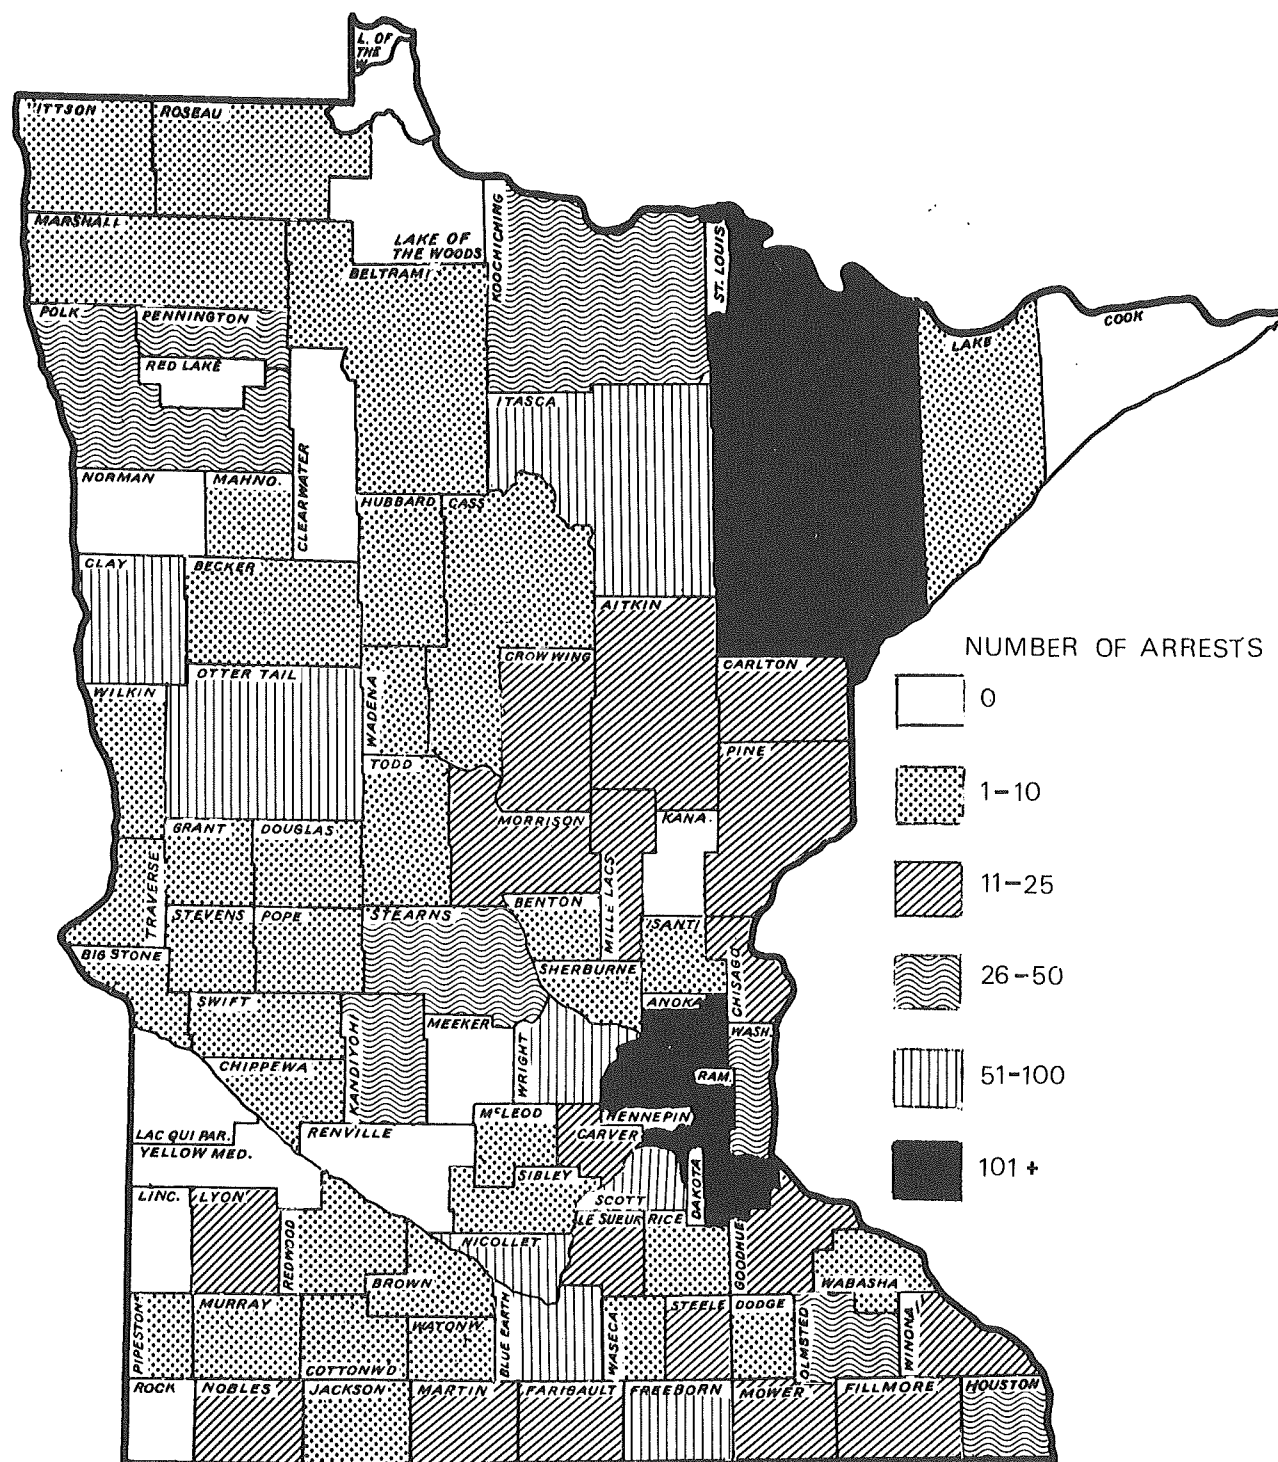 L. OF
THE
W
ITTSON
ROSEAU
MARSHALL
LAKE OF
THE WOODS
KOOCHICHING
ST. LOUIS
BELTRAMI
COOK
LAKE
POLK
PENNINGTON
RED LAKE
ITASCA
NORMAN
MAHNO.
CLEARWATER
HUBBARD
CASS
CLAY
BECKER
AITKIN
NUMBER OF ARRESTS
OTTER TAIL
WILKIN
WADENA
CROW WING
CARLTON
0
TODD
PINE
1-10
GRANT
DOUGLAS
MORRISON
KANA.
TRAVERSE
MILLE LACS
11-25
STEVENS
POPE
STEARNS
BENTON
ISANTI
BIG STONE
SHERBURNE
CHISAGO
26-50
SWIFT
ANOKA
KANDIYOHI
MEEKER
WRIGHT
WASH.
CHIPPEWA
RAM.
51-100
McLEOD
HENNEPIN
LAC QUI PAR.
RENVILLE
CARVER
YELLOW MED.
SIBLEY
DAKOTA
101 +
LINC.
LYON
SCOTT
REDWOOD
LE SUEUR
RICE
GOODHUE
NICOLLET
BROWN
WABASHA
PIPESTONE
MURRAY
COTTONWD
WATONW.
BLUE EARTH
WASECA
STEELE
DODGE
OLMSTED
WINONA
ROCK
NOBLES
JACKSON
MARTIN
FARIBAULT
FREEBORN
MOWER
FILLMORE
HOUSTON